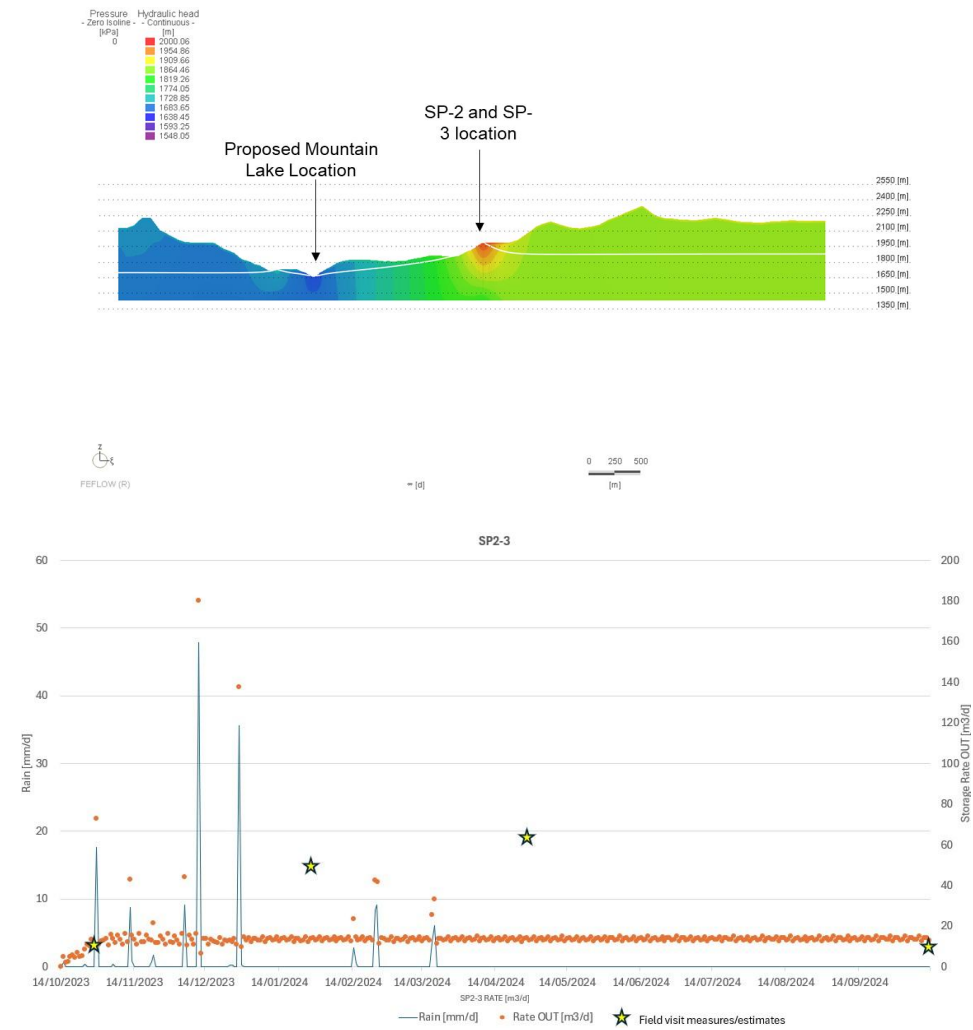 Pressure Hydraulic head
- Zero Isoline - - Continuous -
[kPa] [m]
0 2000.06
1954.86
1909.66
1864.46
1819.26
1774.05
1728.85
1683.65
1638.45
1593.25
1548.05
SP-2 and SP-
3 location
Proposed Mountain
Lake Location
2550 [m]
2400 [m]
2250 [m]
2100 [m]
1950 [m]
1800 [m]
1650 [m]
1500 [m]
1350 [m]
z
ξ
FEFLOW (R)
= [d]
0 250 500
[m]
SP2-3
60
50
40
30
20
10
0
Rain [mm/d]
200
180
160
140
120
100
80
60
40
20
0
Storage Rate OUT [m3/d]
14/10/2023 14/11/2023 14/12/2023 14/01/2024 14/02/2024 14/03/2024 14/04/2024 14/05/2024 14/06/2024 14/07/2024 14/08/2024 14/09/2024
SP2-3 RATE [m3/d]
Rain [mm/d] Rate OUT [m3/d] Field visit measures/estimates